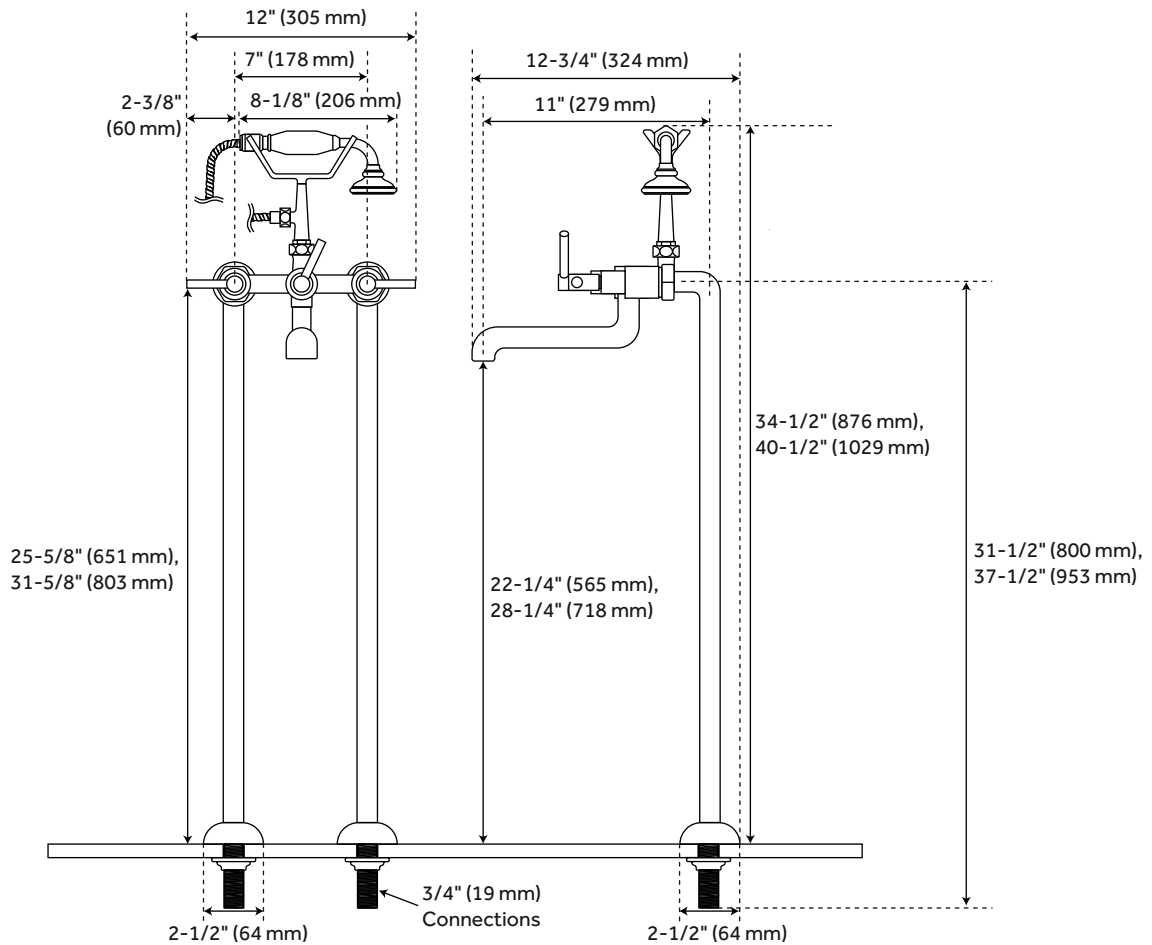 12" (305 mm)
7" (178 mm)
12-3/4" (324 mm)
2-3/8"
(60 mm)
8-1/8" (206 mm)
11" (279 mm)
34-1/2" (876 mm),
40-1/2" (1029 mm)
25-5/8" (651 mm),
31-5/8" (803 mm)
22-1/4" (565 mm),
28-1/4" (718 mm)
31-1/2" (800 mm),
37-1/2" (953 mm)
3/4" (19 mm)
Connections
2-1/2" (64 mm)
2-1/2" (64 mm)